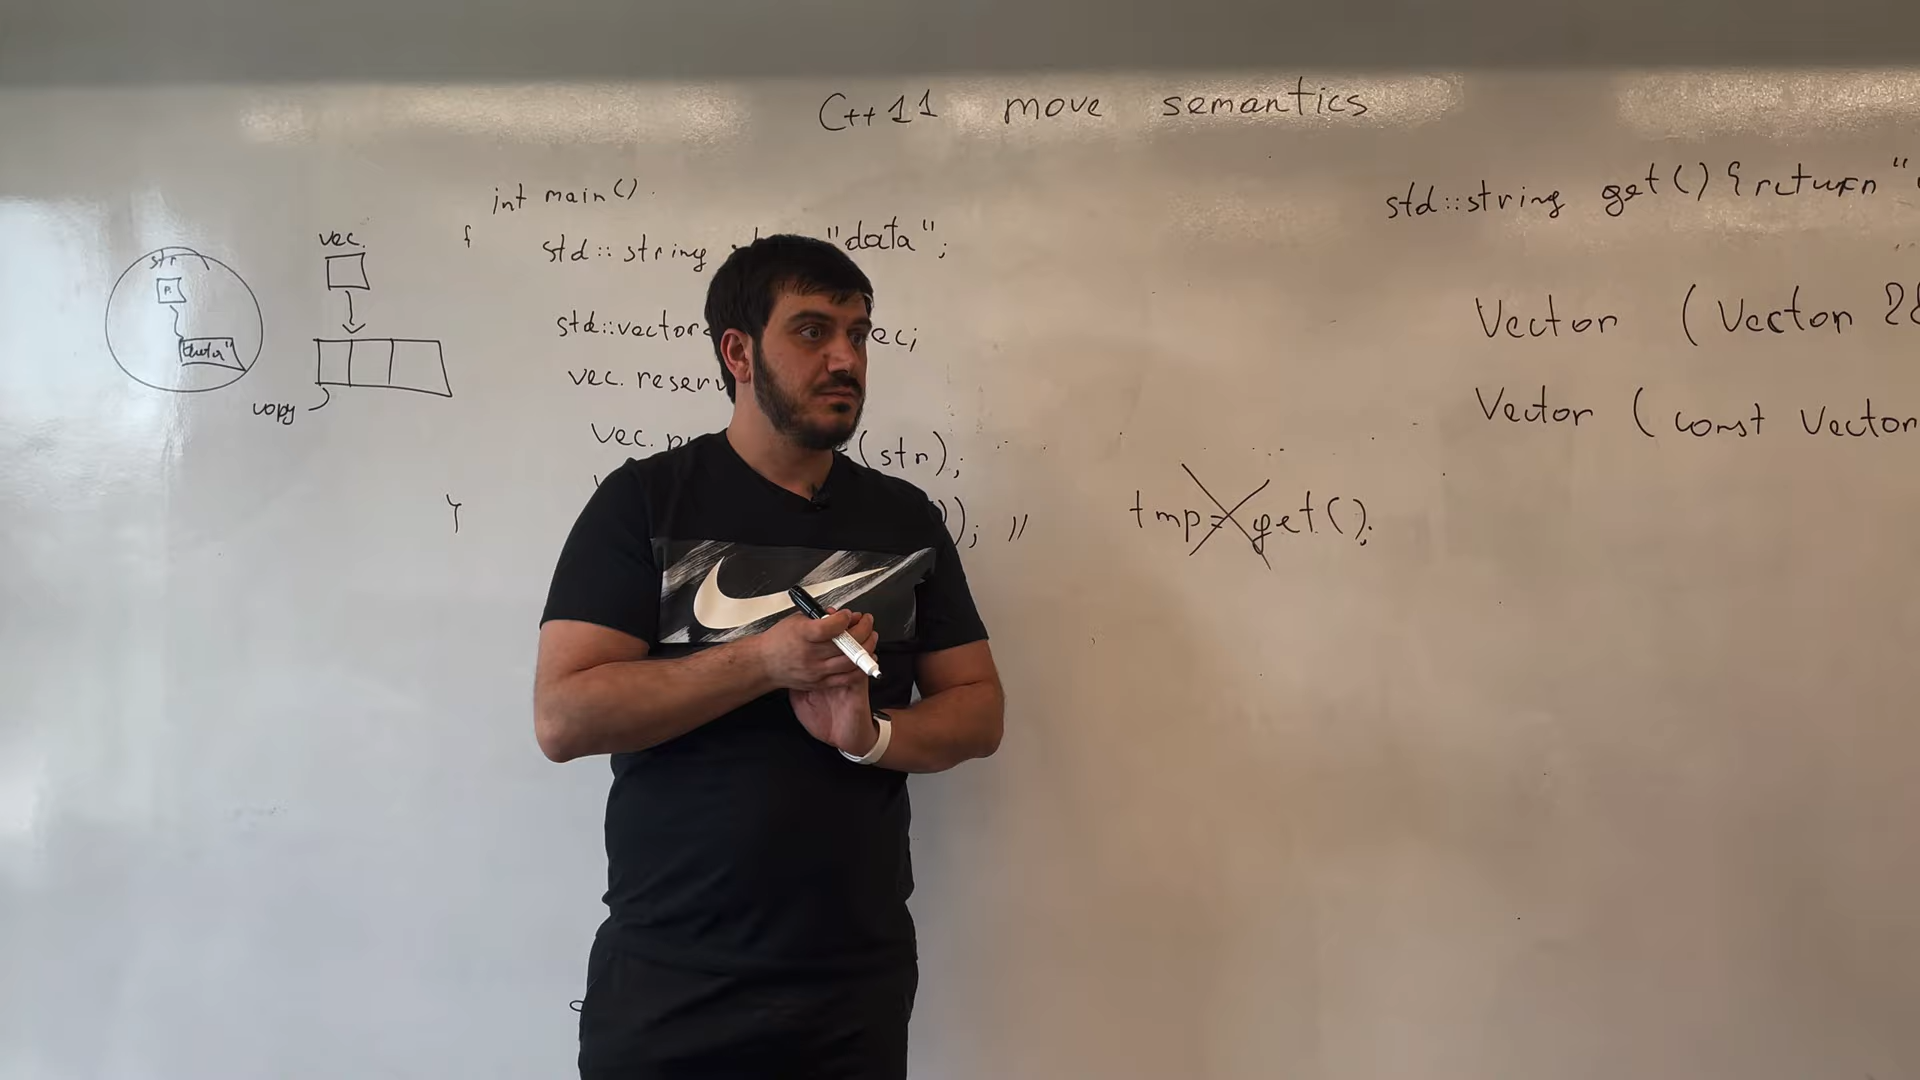 C++11 move semantics
int main()
{
std::string "data";
std::vector ec;
vec. reserv
vec. (str);
)); //
}
str
P.
"data"
vec.
copy
tmp = get();
std::string get() { return "
Vector (Vector &&
Vector (const Vector